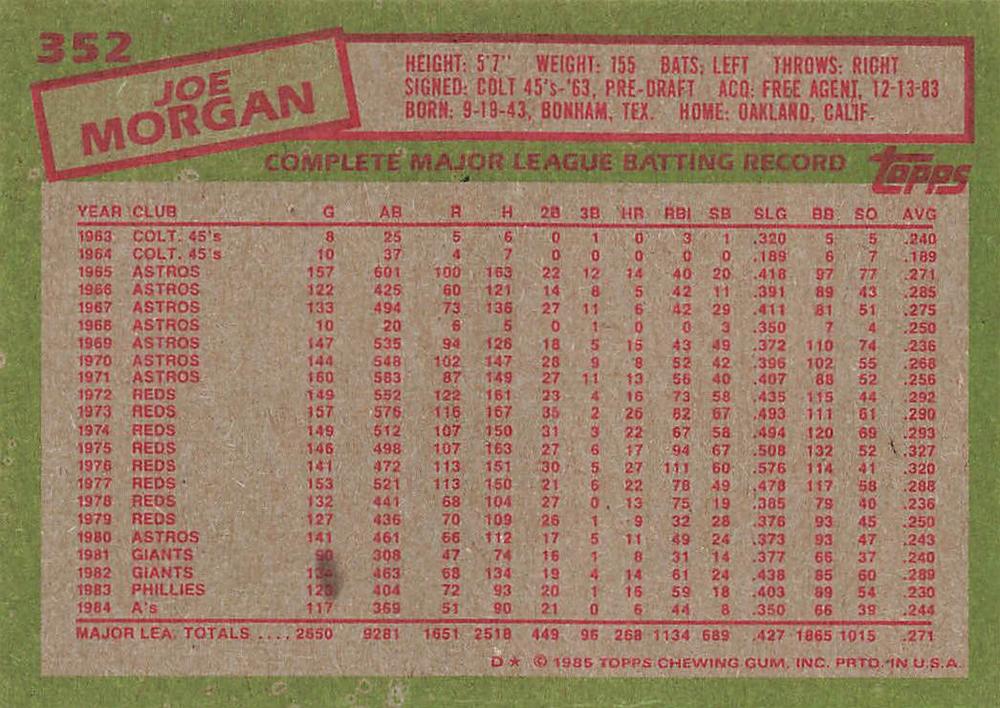 352
JOE
MORGAN
HEIGHT: 5'7" WEIGHT: 155 BATS: LEFT THROWS: RIGHT
SIGNED: COLT 45's-'63, PRE-DRAFT ACQ: FREE AGENT, 12-13-83
BORN: 9-19-43, BONHAM, TEX. HOME: OAKLAND, CALIF.
COMPLETE MAJOR LEAGUE BATTING RECORD topps
YEAR CLUB G AB R H 2B 3B HR RBI SB SLG BB SO AVG
1963 COLT. 45's 8 25 5 6 0 1 0 3 1 .320 5 5 .240
1964 COLT. 45's 10 37 4 7 0 0 0 0 0 .189 6 7 .189
1965 ASTROS 157 601 100 163 22 12 14 40 20 .418 97 77 .271
1966 ASTROS 122 425 60 121 14 8 5 42 11 .391 89 43 .285
1967 ASTROS 133 494 73 136 27 11 6 42 29 .411 81 51 .275
1968 ASTROS 10 20 6 5 0 1 0 0 3 .350 7 4 .250
1969 ASTROS 147 535 94 126 18 5 15 43 49 .372 110 74 .236
1970 ASTROS 144 548 102 147 28 9 8 52 42 .396 102 55 .268
1971 ASTROS 160 583 87 149 27 11 13 56 40 .407 88 52 .256
1972 REDS 149 552 122 161 23 4 16 73 58 .435 115 44 .292
1973 REDS 157 576 116 167 35 2 26 82 67 .493 111 61 .290
1974 REDS 149 512 107 150 31 3 22 67 58 .494 120 69 .293
1975 REDS 146 498 107 163 27 6 17 94 67 .508 132 52 .327
1976 REDS 141 472 113 151 30 5 27 111 60 .576 114 41 .320
1977 REDS 153 521 113 150 21 6 22 78 49 .478 117 58 .288
1978 REDS 132 441 68 104 27 0 13 75 19 .385 79 40 .236
1979 REDS 127 436 70 109 26 1 9 32 28 .376 93 45 .250
1980 ASTROS 141 461 66 112 17 5 11 49 24 .373 93 47 .243
1981 GIANTS 90 308 47 74 16 1 8 31 14 .377 66 37 .240
1982 GIANTS 134 463 68 134 19 4 14 61 24 .438 85 60 .289
1983 PHILLIES 123 404 72 93 20 1 16 59 18 .403 89 54 .230
1984 A's 117 369 51 90 21 0 6 44 8 .350 66 39 .244
MAJOR LEA. TOTALS .... 2650 9281 1651 2518 449 96 268 1134 689 .427 1865 1015 .271
D★ © 1985 TOPPS CHEWING GUM, INC. PRTD. IN U.S.A.